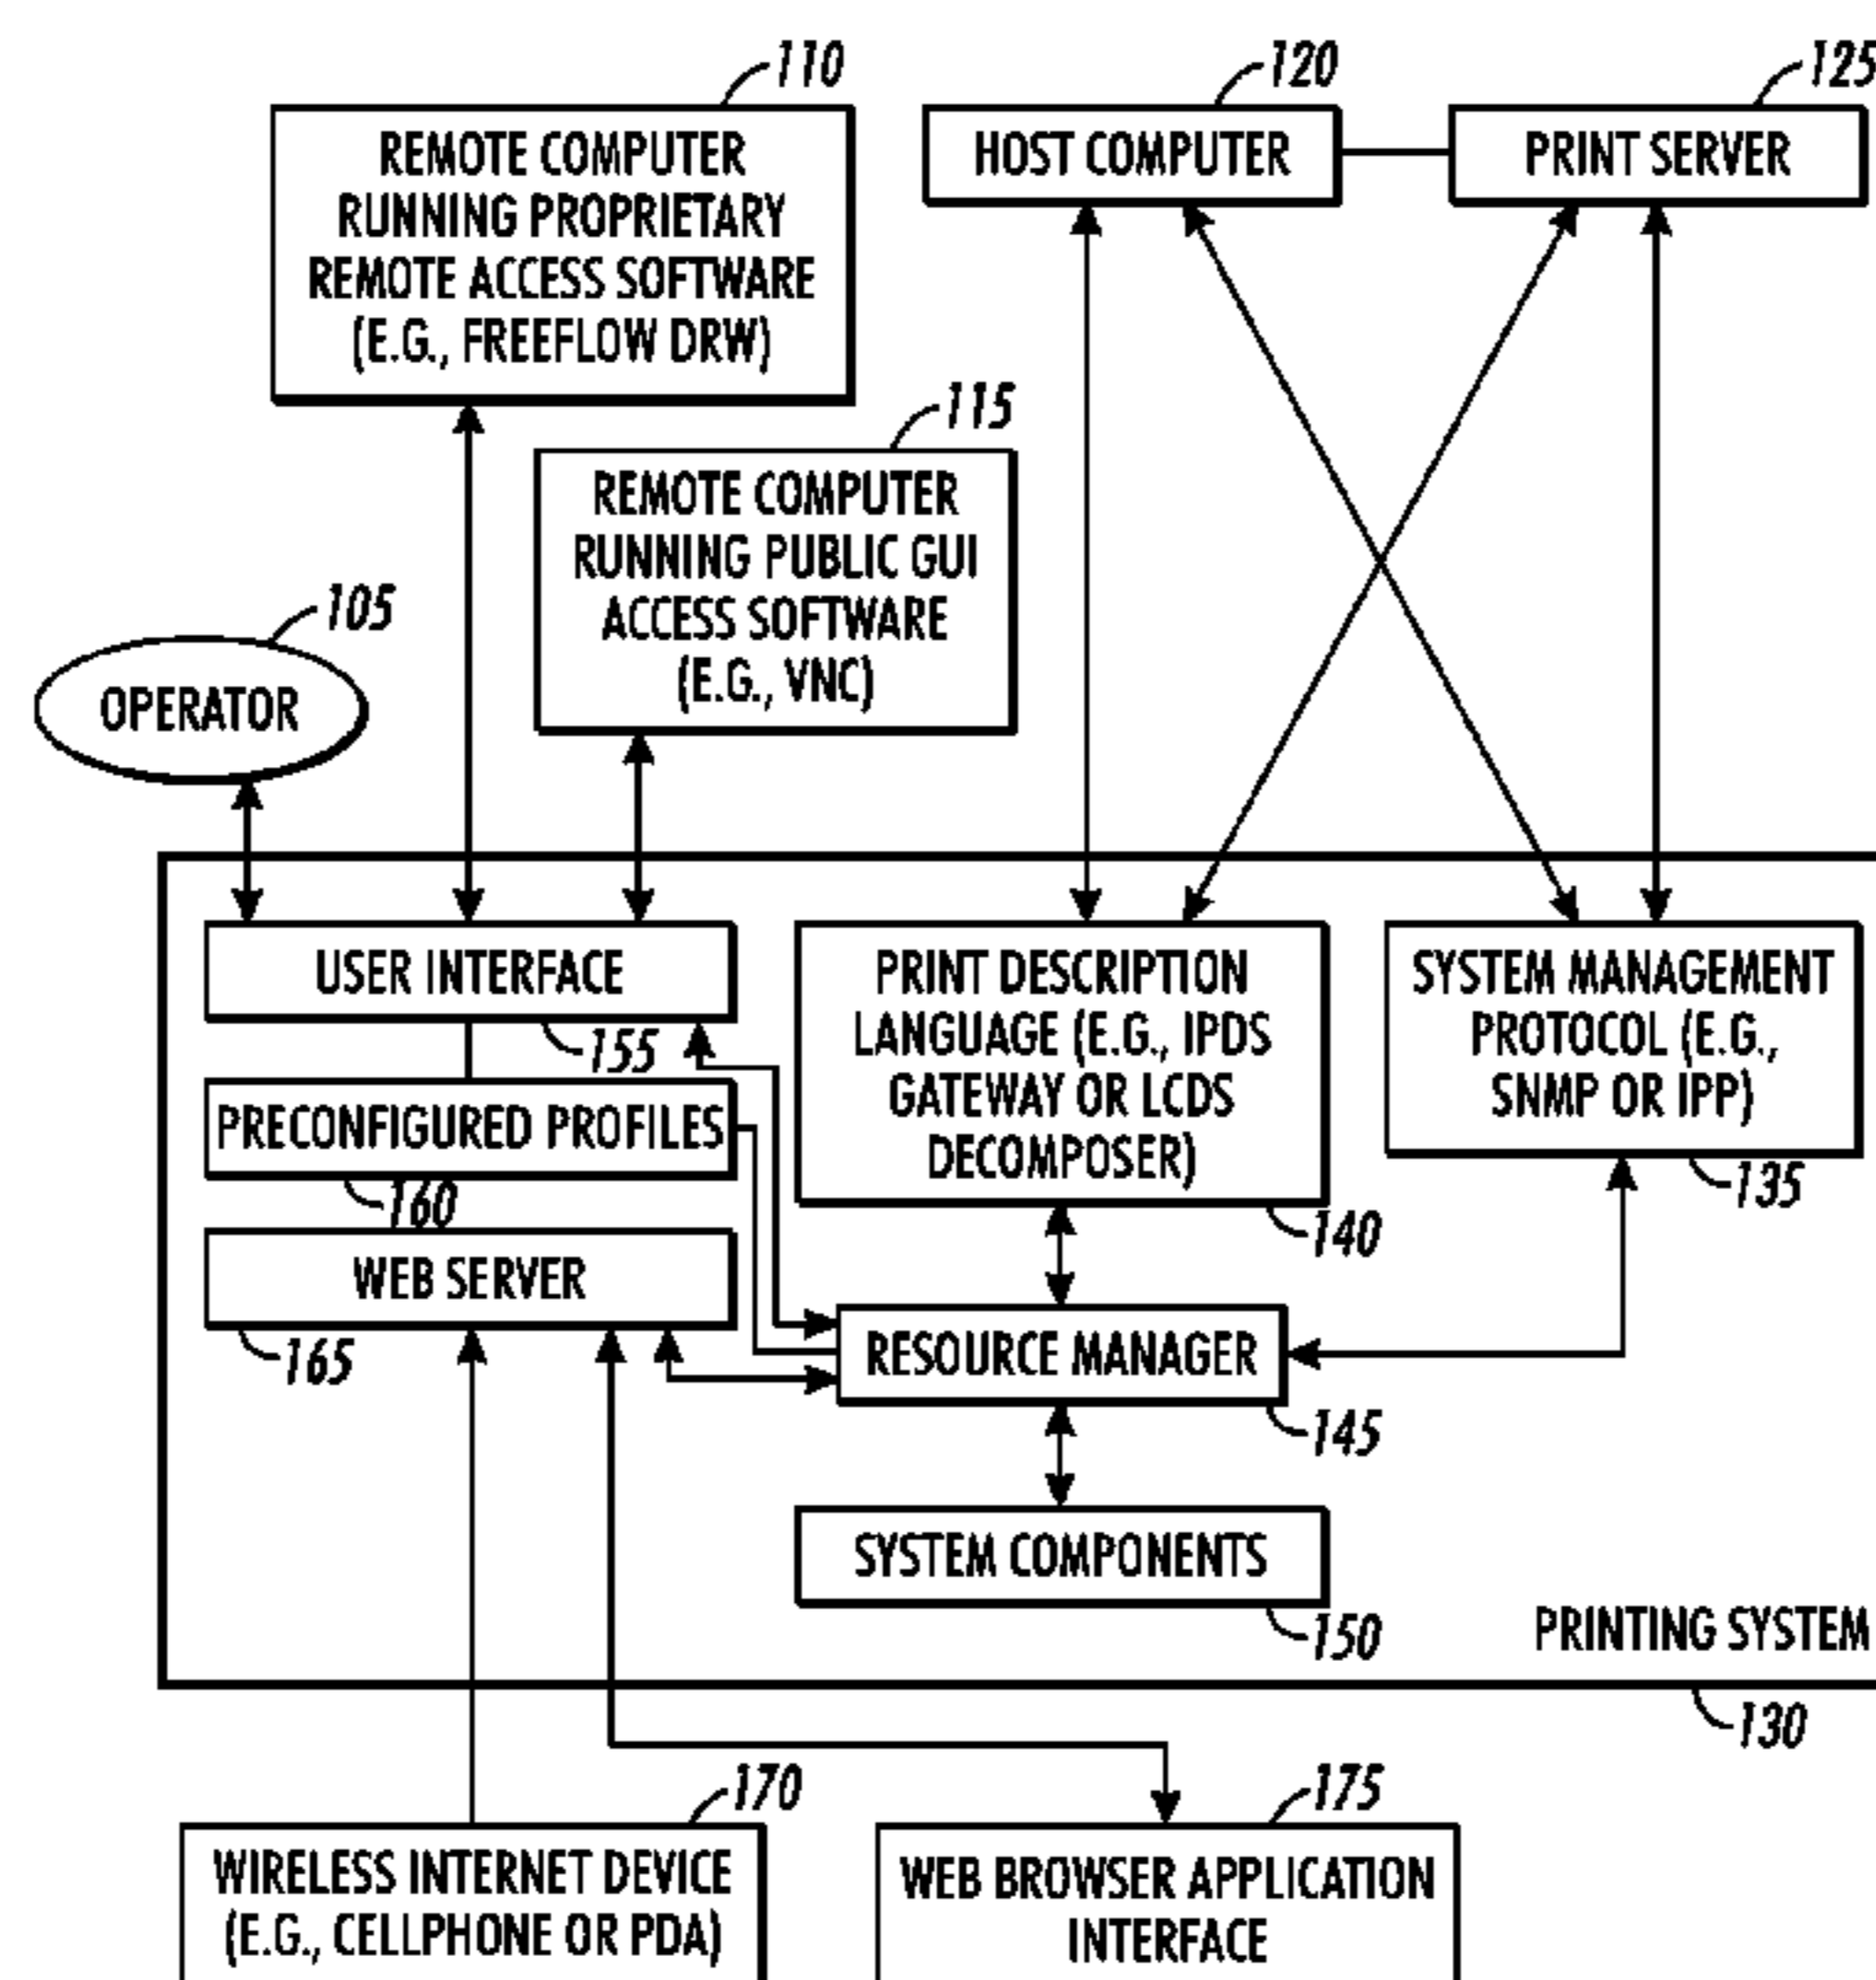 110
120
125
REMOTE COMPUTER
RUNNING PROPRIETARY
REMOTE ACCESS SOFTWARE
(E.G., FREEFLOW DRW)
HOST COMPUTER
PRINT SERVER
115
REMOTE COMPUTER
RUNNING PUBLIC GUI
ACCESS SOFTWARE
(E.G., VNC)
105
OPERATOR
USER INTERFACE
155
PRECONFIGURED PROFILES
160
WEB SERVER
165
PRINT DESCRIPTION
LANGUAGE (E.G., IPDS
GATEWAY OR LCDS
DECOMPOSER)
140
SYSTEM MANAGEMENT
PROTOCOL (E.G.,
SNMP OR IPP)
135
RESOURCE MANAGER
145
SYSTEM COMPONENTS
150
PRINTING SYSTEM
130
170
WIRELESS INTERNET DEVICE
(E.G., CELLPHONE OR PDA)
175
WEB BROWSER APPLICATION
INTERFACE